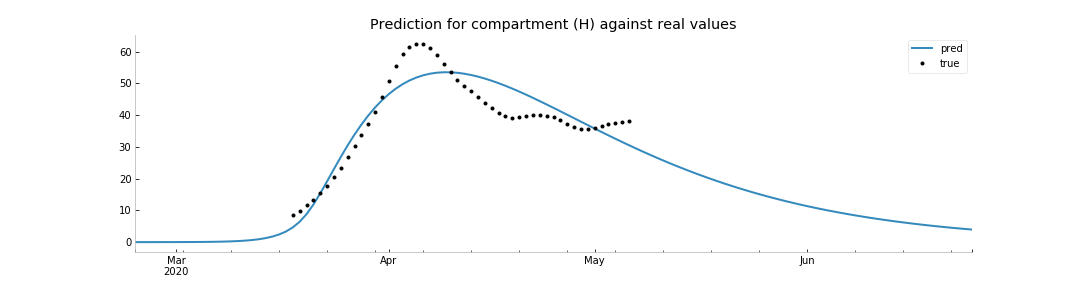 Prediction for compartment (H) against real values
pred
true
60
50
40
30
20
10
0
Mar
2020
Apr
May
Jun